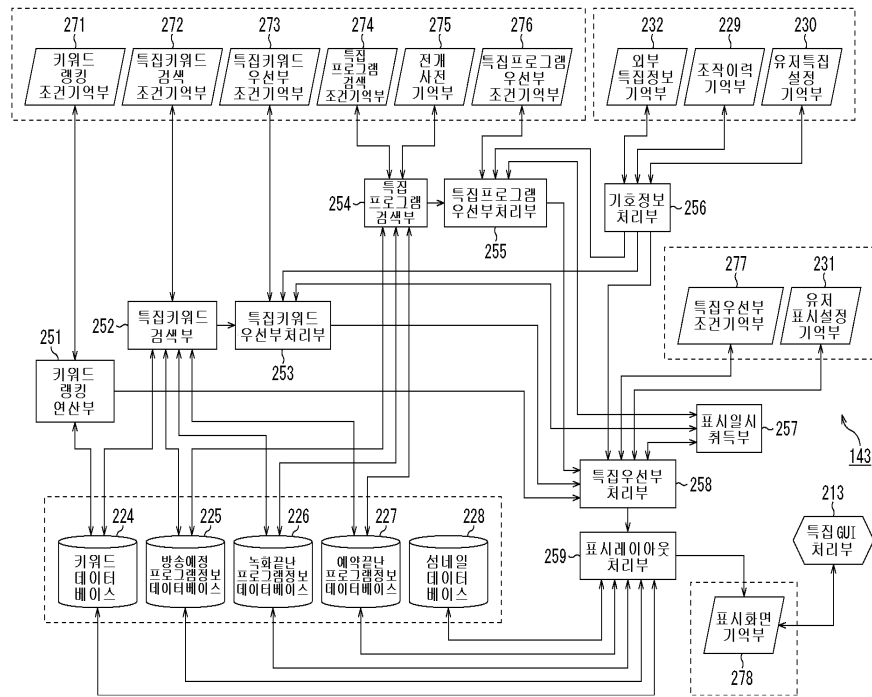 271
272
273
274
275
276
232
229
230
키워드
랭킹
조건기억부
특집키워드
검색
조건기억부
특집키워드
우선부
조건기억부
특집
프로그램
검색
조건기억부
전개
사전
기억부
특집프로그램
우선부
조건기억부
외부
특집정보
기억부
조작이력
기억부
유저특집
설정
기억부
254
특집
프로그램
검색부
특집프로그램
우선부처리부
255
기호정보
처리부
256
277
231
특집우선부
조건기억부
유저
표시설정
기억부
252
특집키워드
검색부
특집키워드
우선부처리부
253
251
키워드
랭킹
연산부
표시일시
취득부
257
143
특집우선부
처리부
258
213
특집GUI
처리부
224
225
226
227
228
키워드
데이터
베이스
방송예정
프로그램정보
데이터베이스
녹화끝난
프로그램정보
데이터베이스
예약끝난
프로그램정보
데이터베이스
섬네일
데이터
베이스
259
표시레이아웃
처리부
표시화면
기억부
278